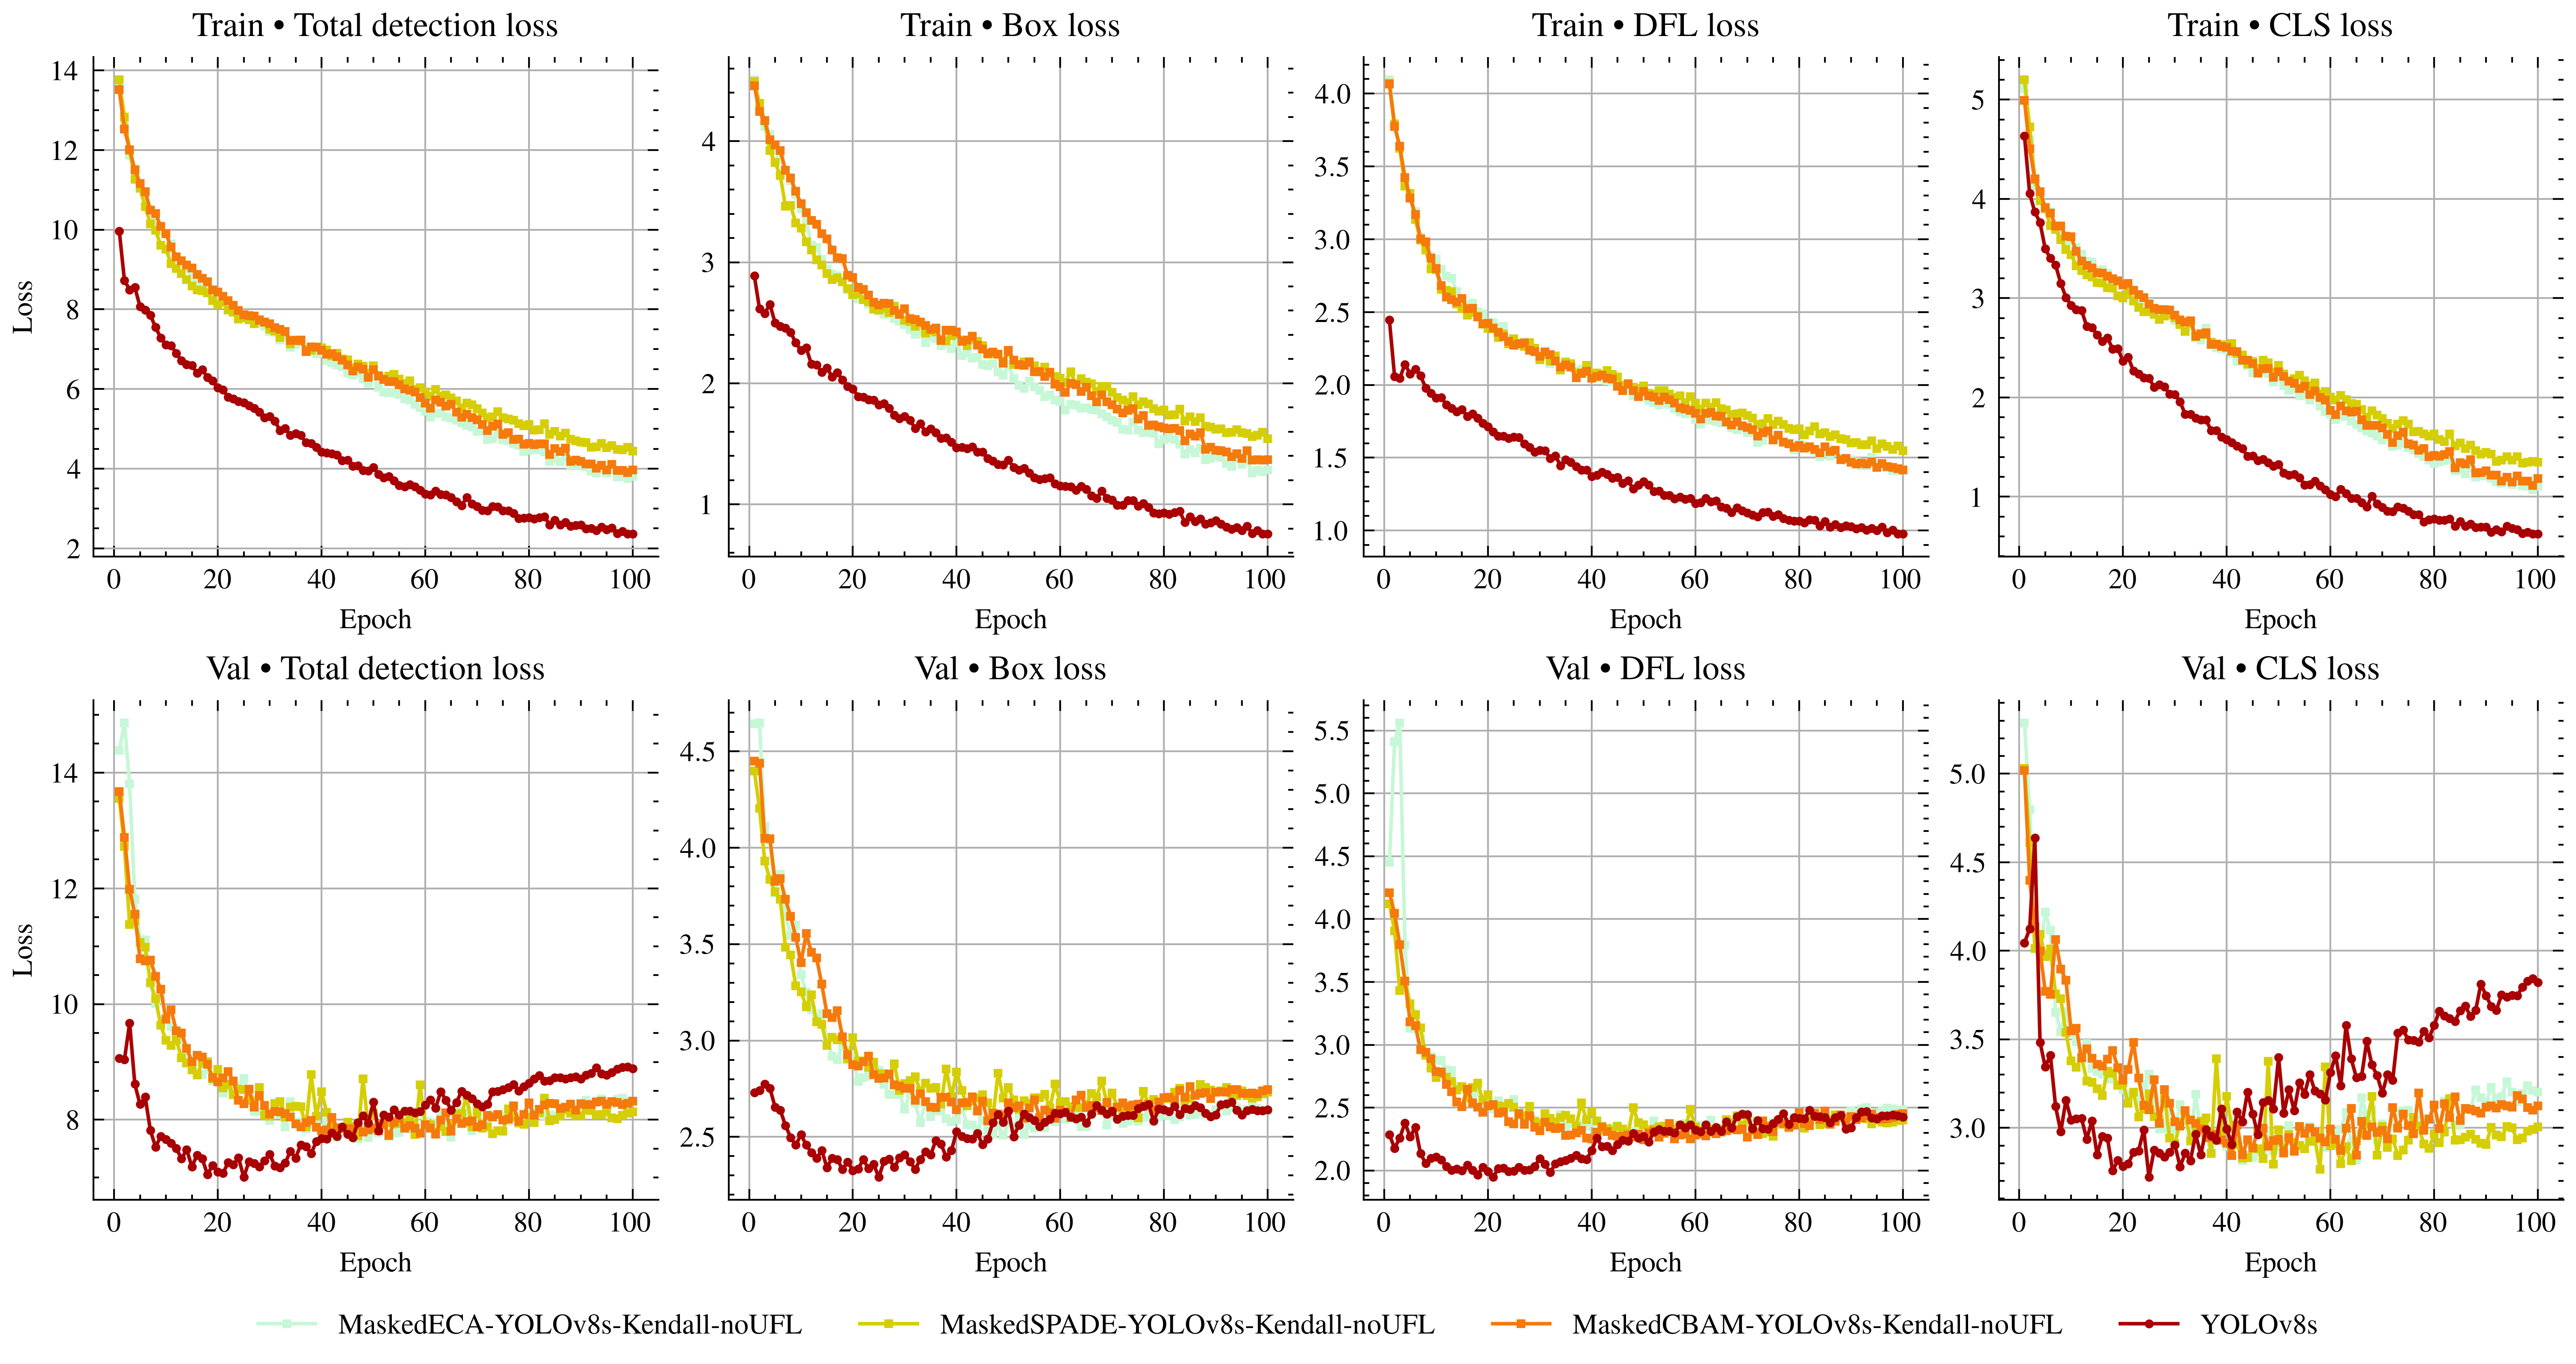 Train • Total detection loss
Train • Box loss
Train • DFL loss
Train • CLS loss
Loss
14
12
10
8
6
4
2
4
3
2
1
4.0
3.5
3.0
2.5
2.0
1.5
1.0
5
4
3
2
1
0 20 40 60 80 100
0 20 40 60 80 100
0 20 40 60 80 100
0 20 40 60 80 100
Epoch
Epoch
Epoch
Epoch
Val • Total detection loss
Val • Box loss
Val • DFL loss
Val • CLS loss
Loss
14
12
10
8
4.5
4.0
3.5
3.0
2.5
5.5
5.0
4.5
4.0
3.5
3.0
2.5
2.0
5.0
4.5
4.0
3.5
3.0
0 20 40 60 80 100
0 20 40 60 80 100
0 20 40 60 80 100
0 20 40 60 80 100
Epoch
Epoch
Epoch
Epoch
MaskedECA-YOLOv8s-Kendall-noUFL
MaskedSPADE-YOLOv8s-Kendall-noUFL
MaskedCBAM-YOLOv8s-Kendall-noUFL
YOLOv8s